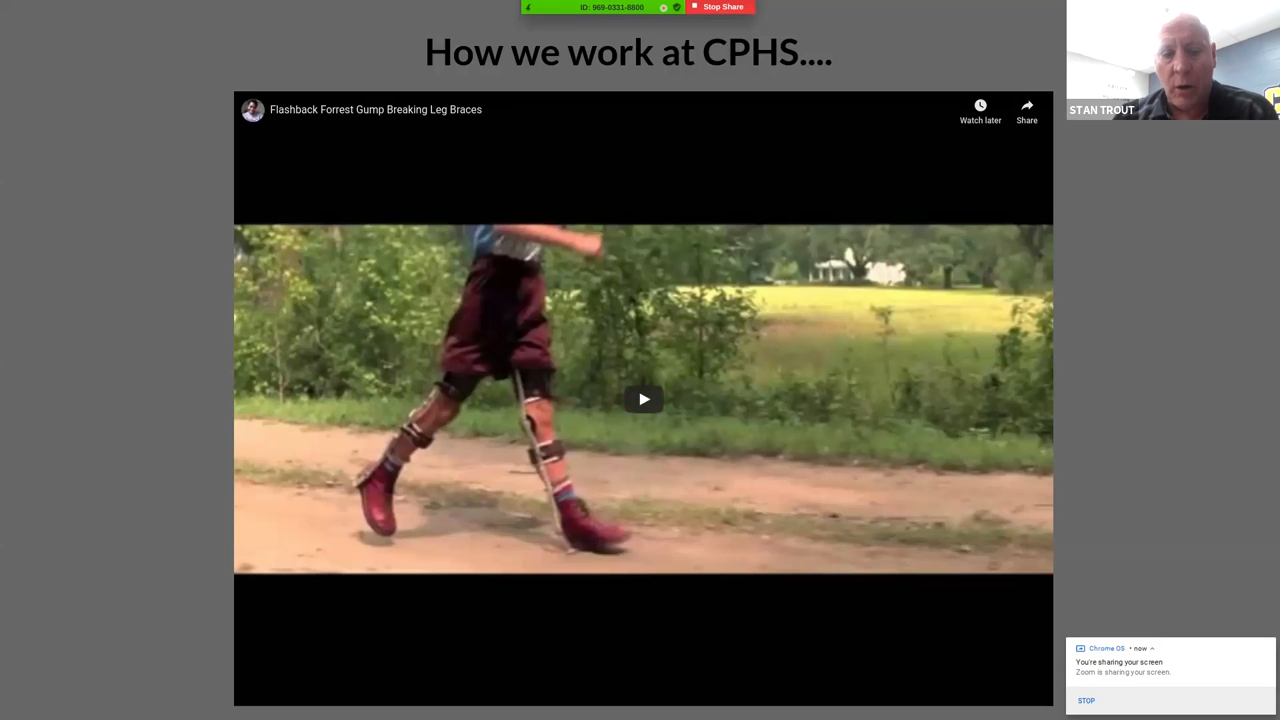 ID: 969-0331-8800
Stop Share
How we work at CPHS....
Flashback Forrest Gump Breaking Leg Braces
Watch later
Share
STAN TROUT
Chrome OS • now
You're sharing your screen
Zoom is sharing your screen.
STOP